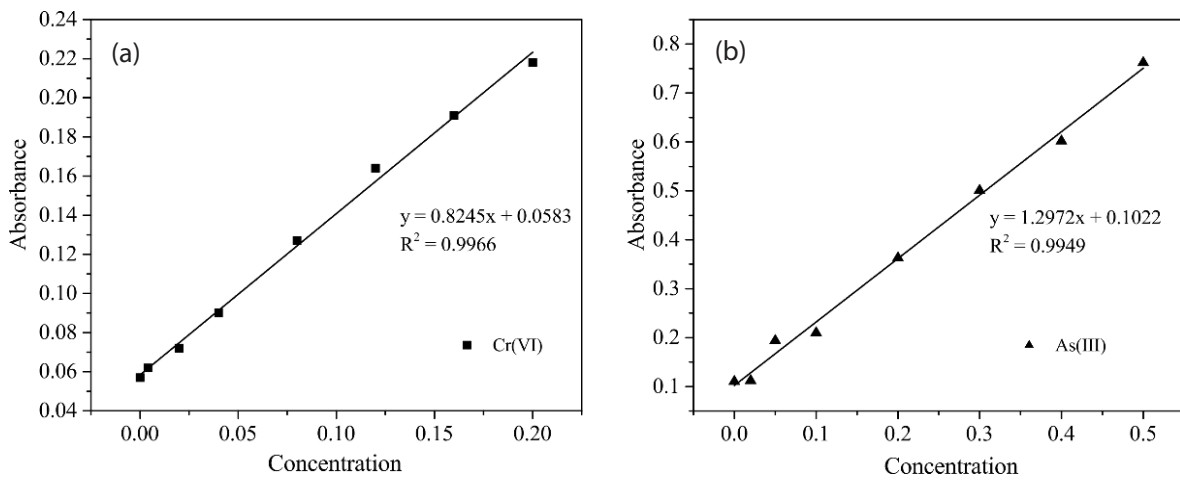 (a)
0.24
0.22
0.20
0.18
0.16
0.14
0.12
0.10
0.08
0.06
0.04
Absorbance
y = 0.8245x + 0.0583
R² = 0.9966
Cr(VI)
0.00 0.05 0.10 0.15 0.20
Concentration
(b)
0.8
0.7
0.6
0.5
0.4
0.3
0.2
0.1
Absorbance
y = 1.2972x + 0.1022
R² = 0.9949
As(III)
0.0 0.1 0.2 0.3 0.4 0.5
Concentration